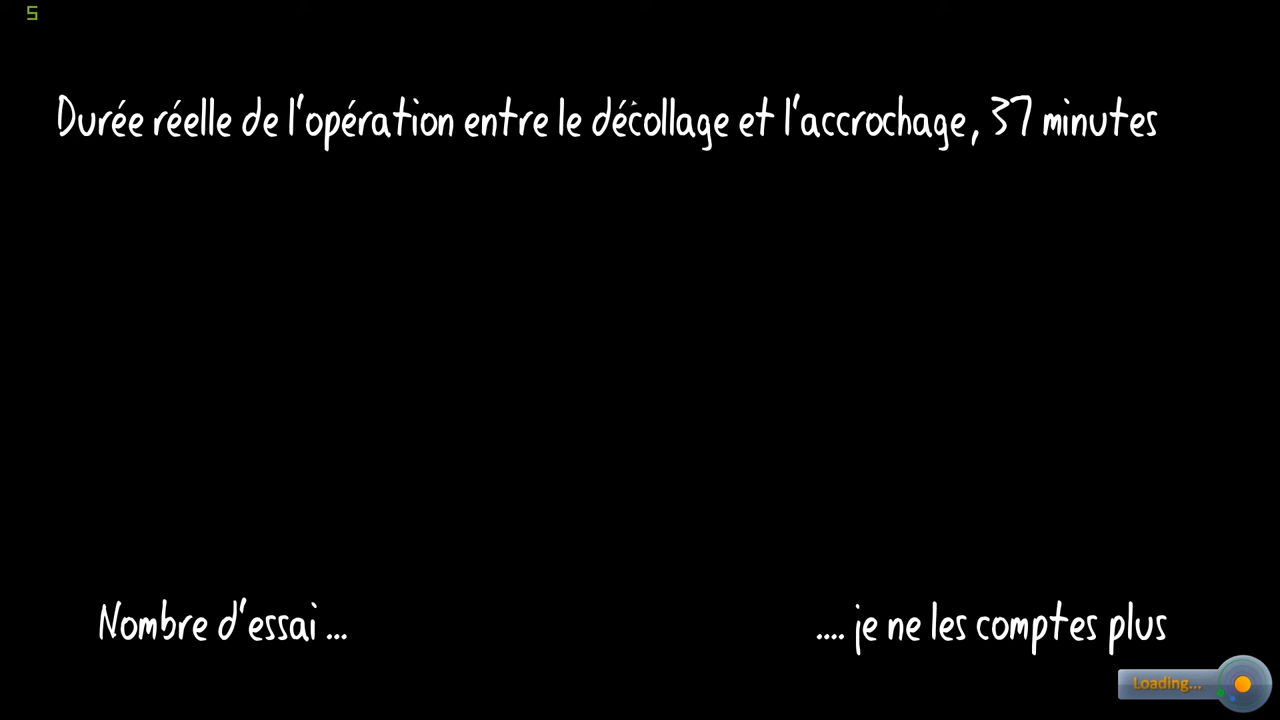 5
Durée réelle de l'opération entre le décollage et l'accrochage, 37 minutes
Nombre d'essai ... .... je ne les comptes plus
Loading...